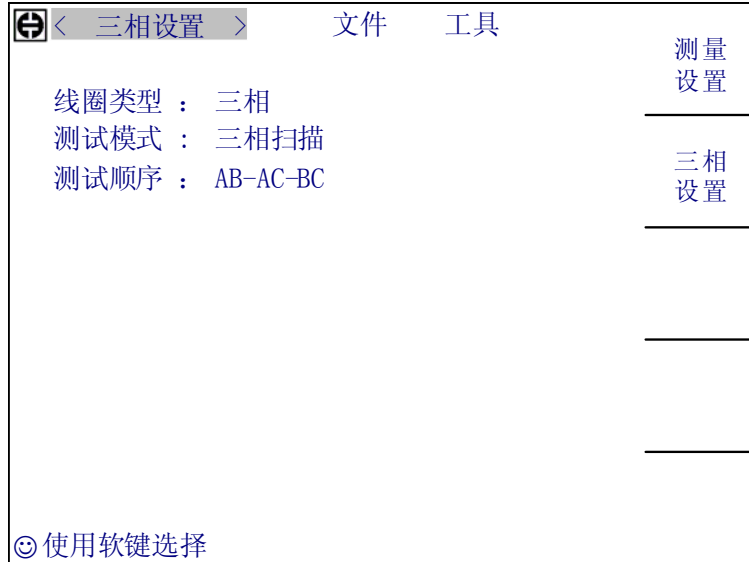 < 三相设置 > 文件 工具
测量
设置
线圈类型 ： 三相
测试模式 : 三相扫描
测试顺序 ： AB-AC-BC
三相
设置
使用软键选择